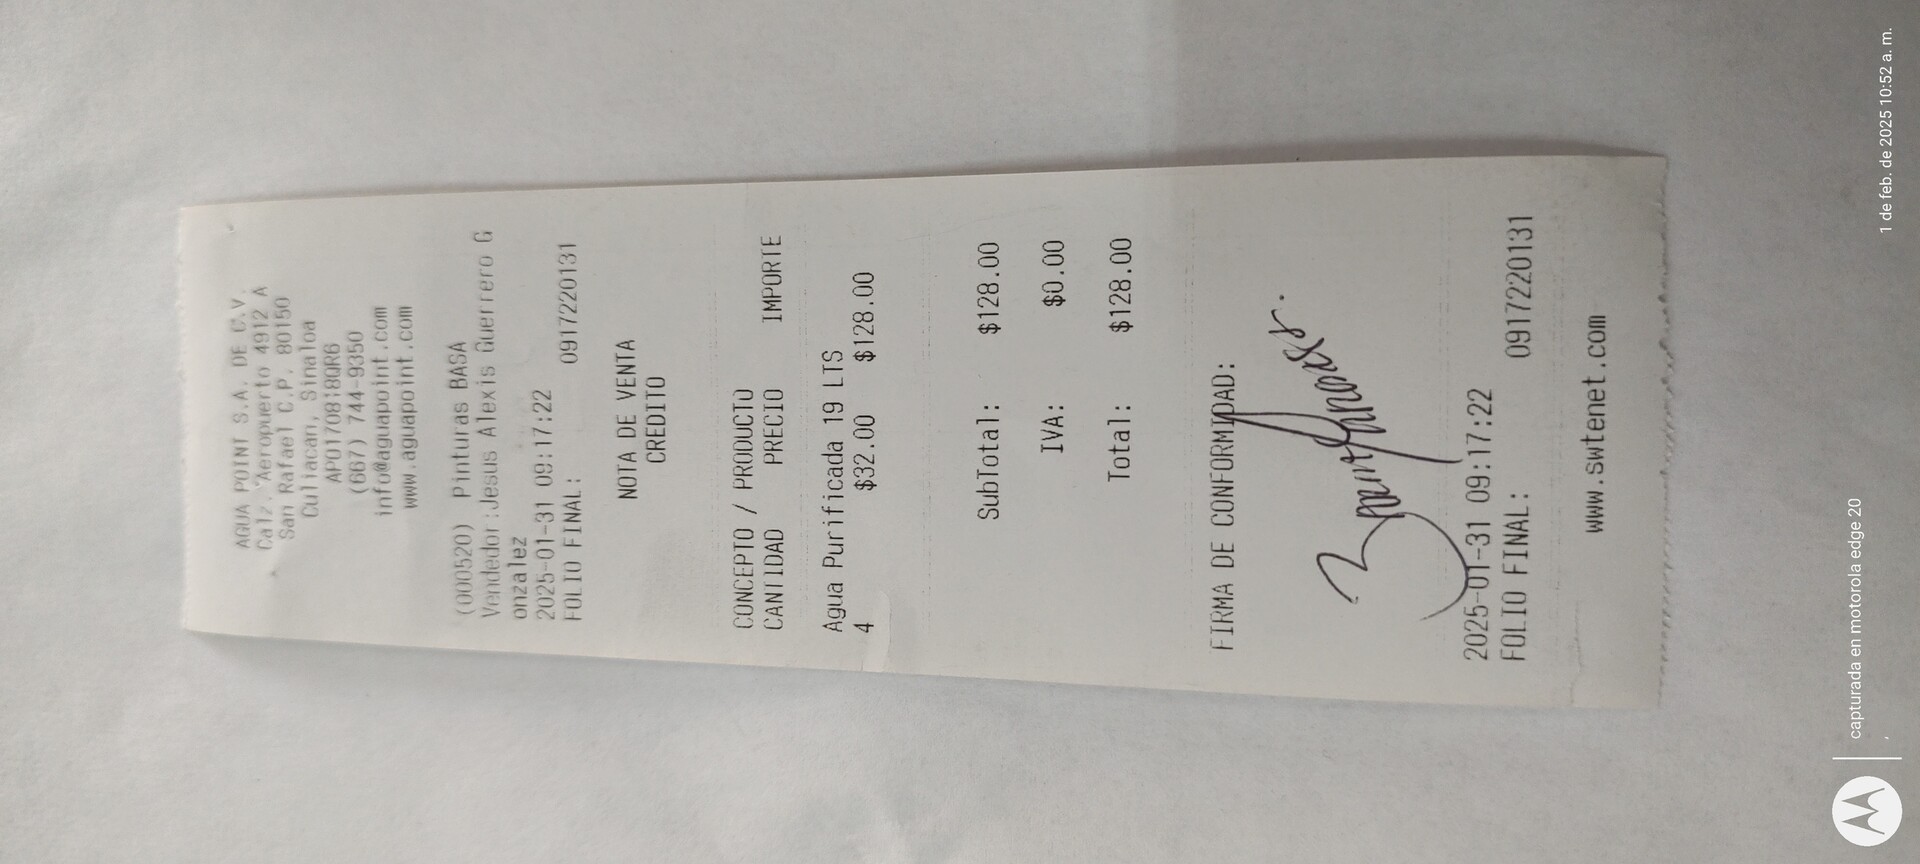 AGUA POINT S.A. DE C.V.
Calz. Aeropuerto 4912 A
San Rafael C.P. 80150
Culiacan, Sinaloa
APO170818QR6
(667) 744-9350
info@aguapoint.com
www.aguapoint.com
(000520) Pinturas BASA
Vendedor:Jesus Alexis Guerrero G
onzalez
2025-01-31 09:17:22
FOLIO FINAL: 0917220131
NOTA DE VENTA
CREDITO
CONCEPTO / PRODUCTO
CANTIDAD PRECIO IMPORTE
Agua Purificada 19 LTS
4 $32.00 $128.00
SubTotal: $128.00
IVA: $0.00
Total: $128.00
FIRMA DE CONFORMIDAD:
2025-01-31 09:17:22
FOLIO FINAL: 0917220131
www.swtenet.com
capturada en motorola edge 20
1 de feb. de 2025 10:52 a. m.